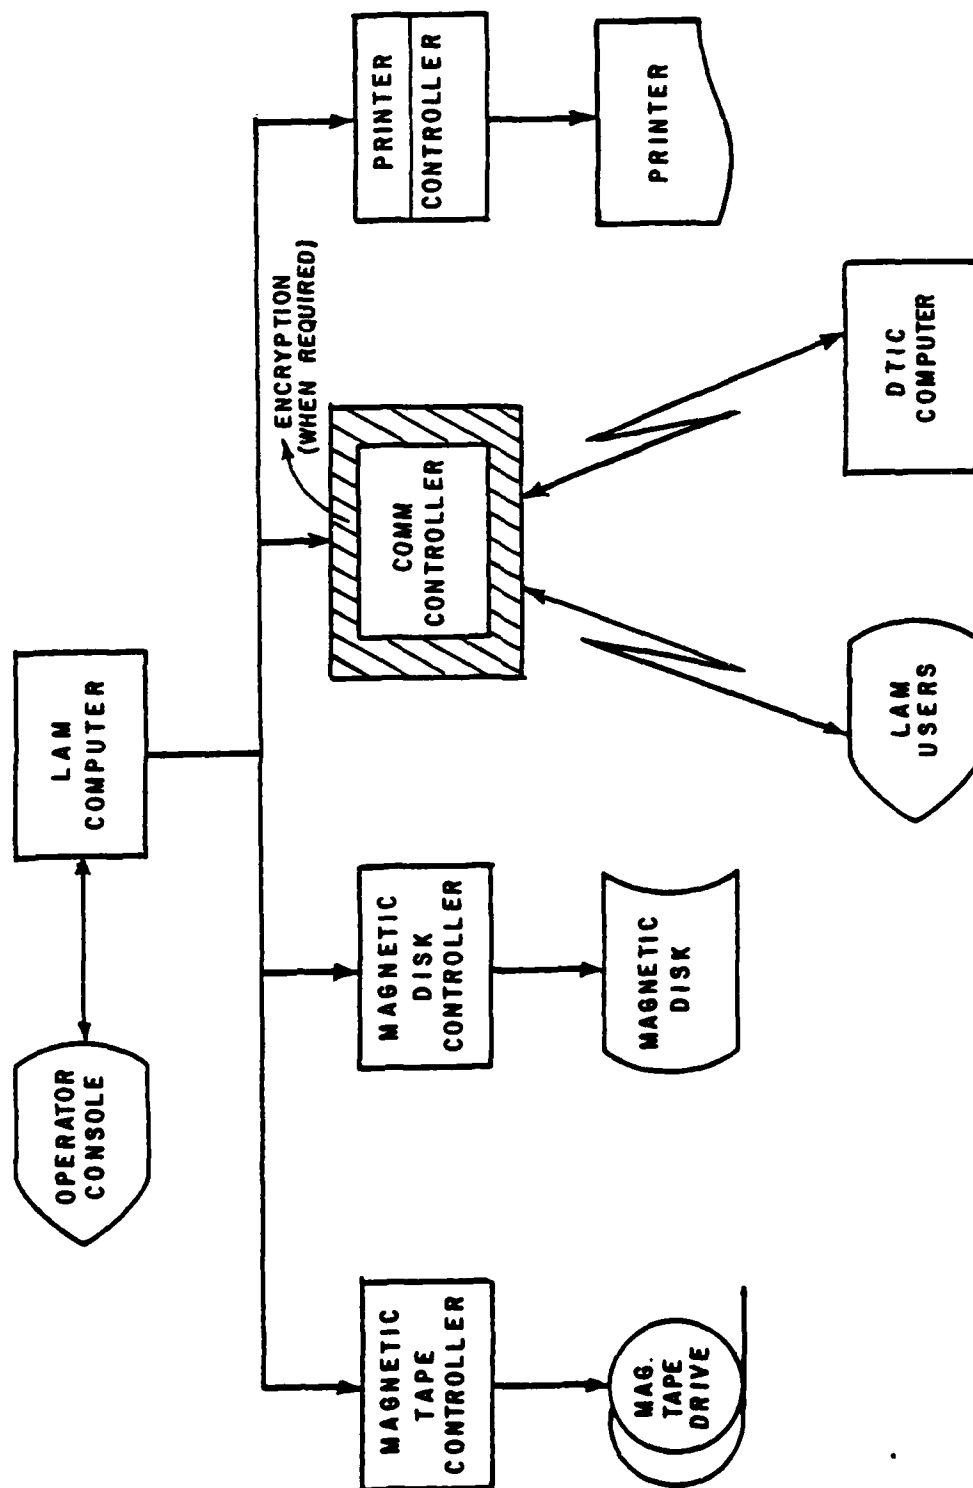 OPERATOR
CONSOLE
LAM
COMPUTER
MAGNETIC
TAPE
CONTROLLER
MAGNETIC
DISK
CONTROLLER
ENCRYPTION
(WHEN REQUIRED)
COMM
CONTROLLER
PRINTER
CONTROLLER
MAG.
TAPE
DRIVE
MAGNETIC
DISK
PRINTER
LAM
USERS
DTIC
COMPUTER